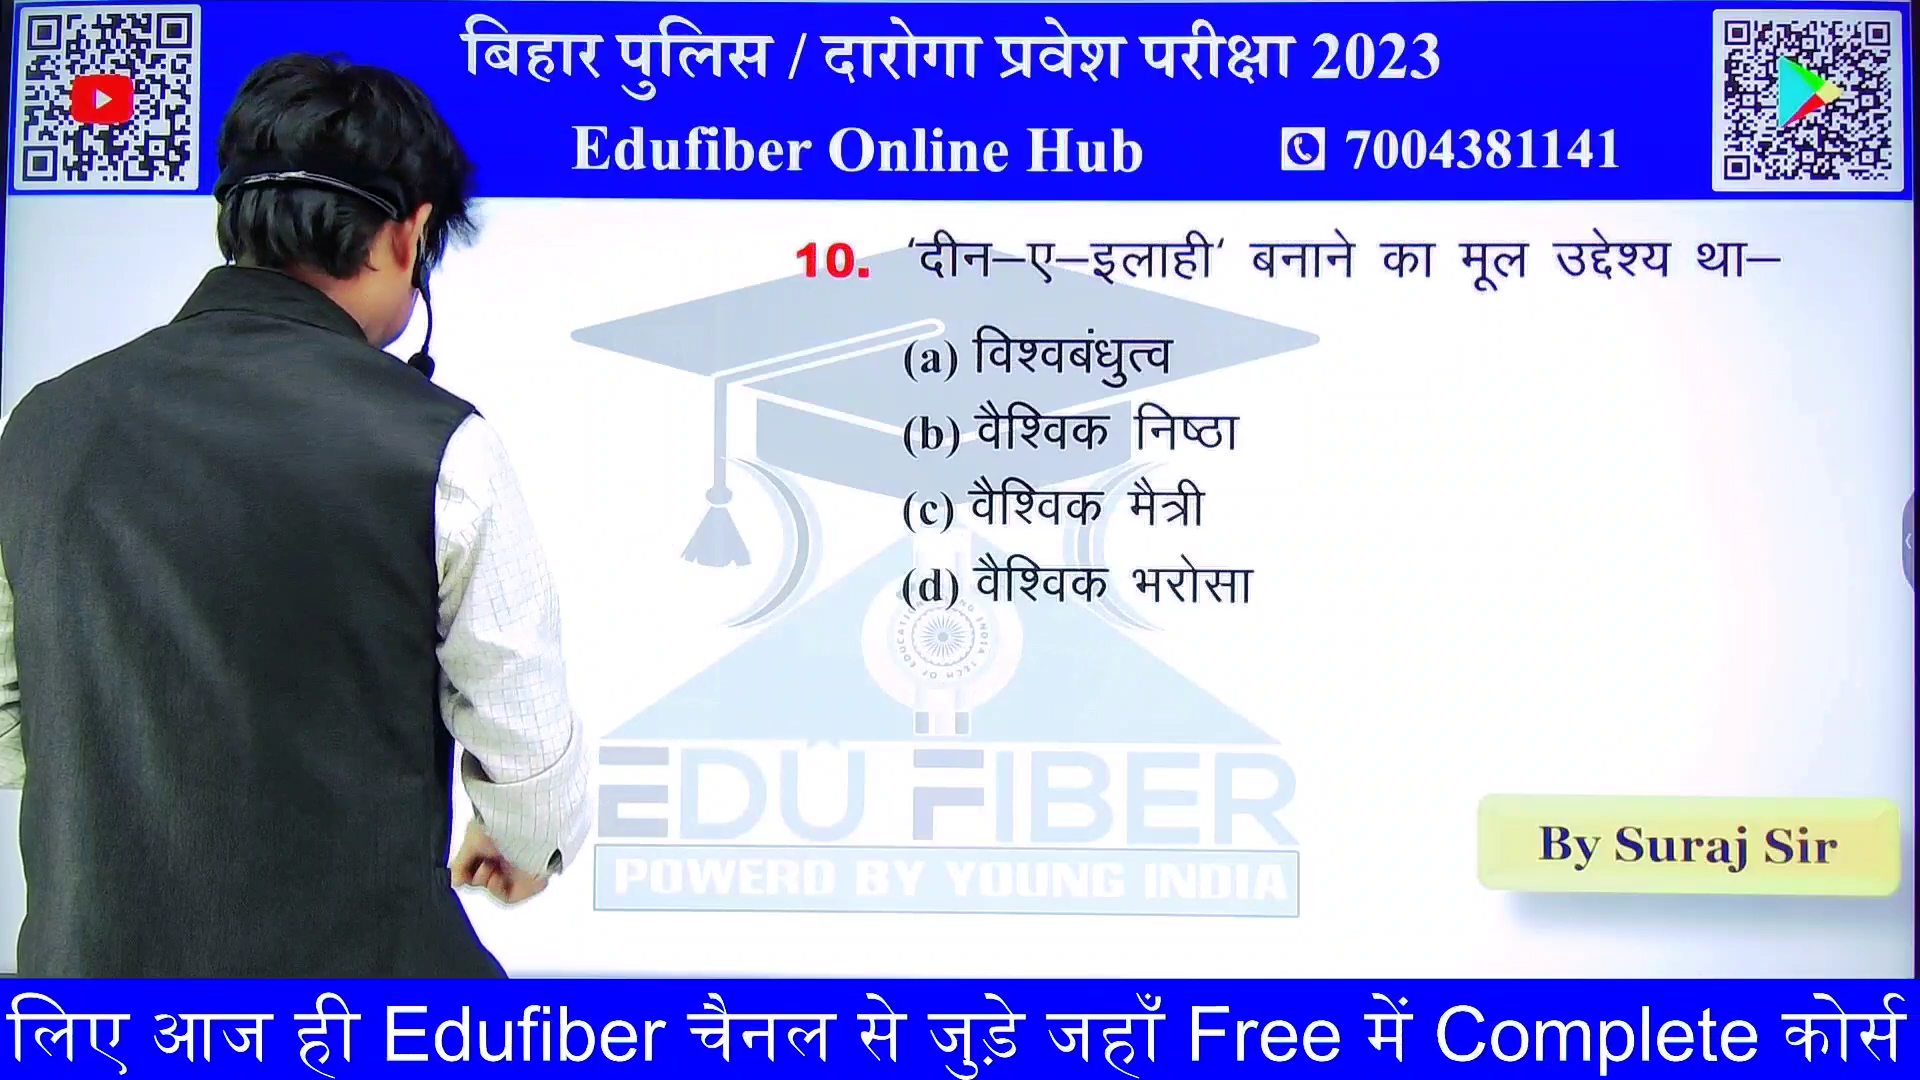 बिहार पुलिस / दारोगा प्रवेश परीक्षा 2023
Edufiber Online Hub 7004381141
10. 'दीन–ए–इलाही' बनाने का मूल उद्देश्य था–
(a) विश्वबंधुत्व
(b) वैश्विक निष्ठा
(c) वैश्विक मैत्री
(d) वैश्विक भरोसा
EDU FIBER
POWERD BY YOUNG INDIA
By Suraj Sir
लिए आज ही Edufiber चैनल से जुड़े जहाँ Free में Complete कोर्स